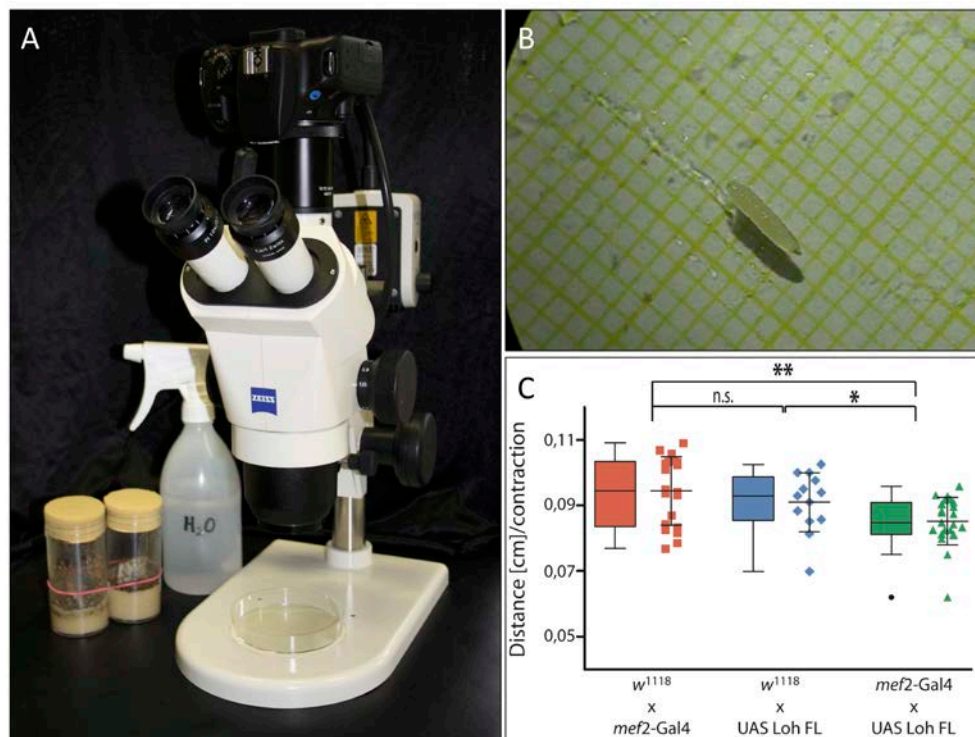 A
B
ZEISS
H₂O
C
**
n.s.
*
Distance [cm]/contraction
0,11
0,09
0,07
0,05
w¹¹¹⁸
x
mef2-Gal4
w¹¹¹⁸
x
UAS Loh FL
mef2-Gal4
x
UAS Loh FL